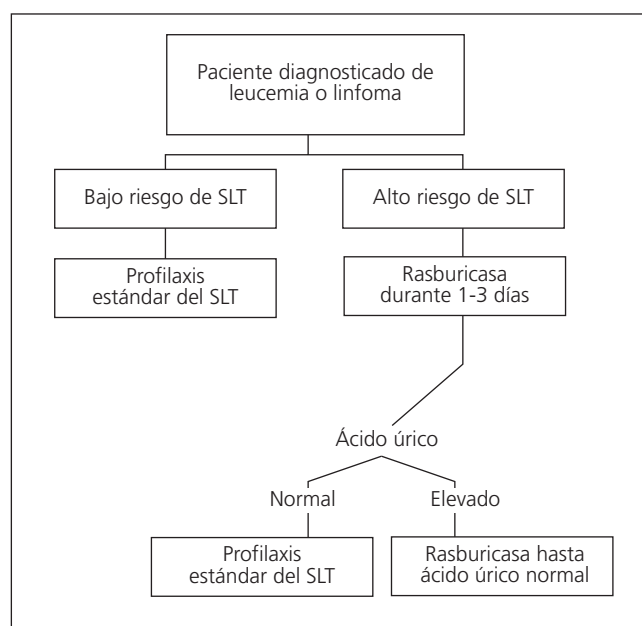 Paciente diagnosticado de
leucemia o linfoma
Bajo riesgo de SLT
Alto riesgo de SLT
Profilaxis
estándar del SLT
Rasburicasa
durante 1-3 días
Ácido úrico
Normal
Elevado
Profilaxis
estándar del SLT
Rasburicasa hasta
ácido úrico normal